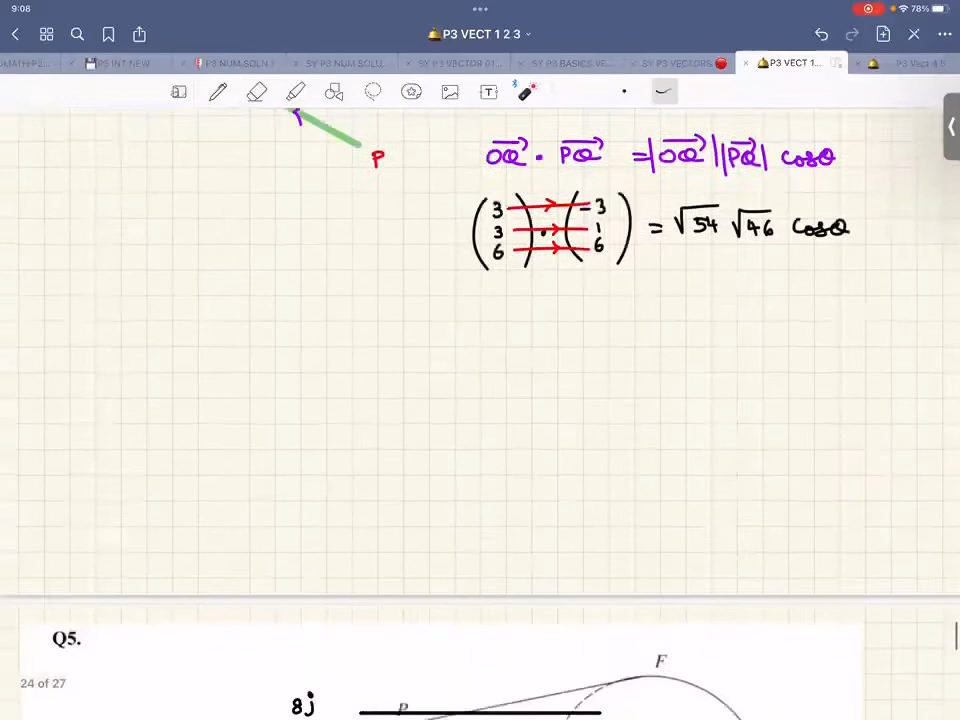 9:08
78%
P3 VECT 1 2 3
P3 INT NEW
P3 NUM SOLN 1
SY P3 NUM SOLU...
SY P3 VECTOR 01...
SY P3 BASICS VE...
SY P3 VECTORS
P3 VECT 1...
P3 Vect 4 5
P
OQ · PQ = |OQ| |PQ| cosθ
(3 3 6) · (-3 1 6) = √54 √46 cosθ
Q5.
F
24 of 27
8j
P